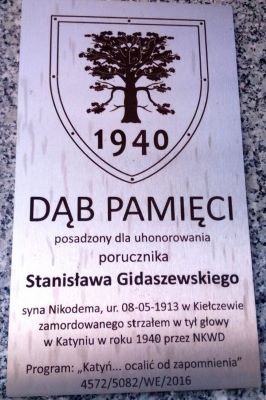 1940
DĄB PAMIĘCI
posadzony dla uhonorowania
porucznika
Stanisława Gidaszewskiego
syna Nikodema, ur. 08-05-1913 w Kiełczewie
zamordowanego strzałem w tył głowy
w Katyniu w roku 1940 przez NKWD
Program: „Katyń... ocalić od zapomnienia"
4572/5082/WE/2016